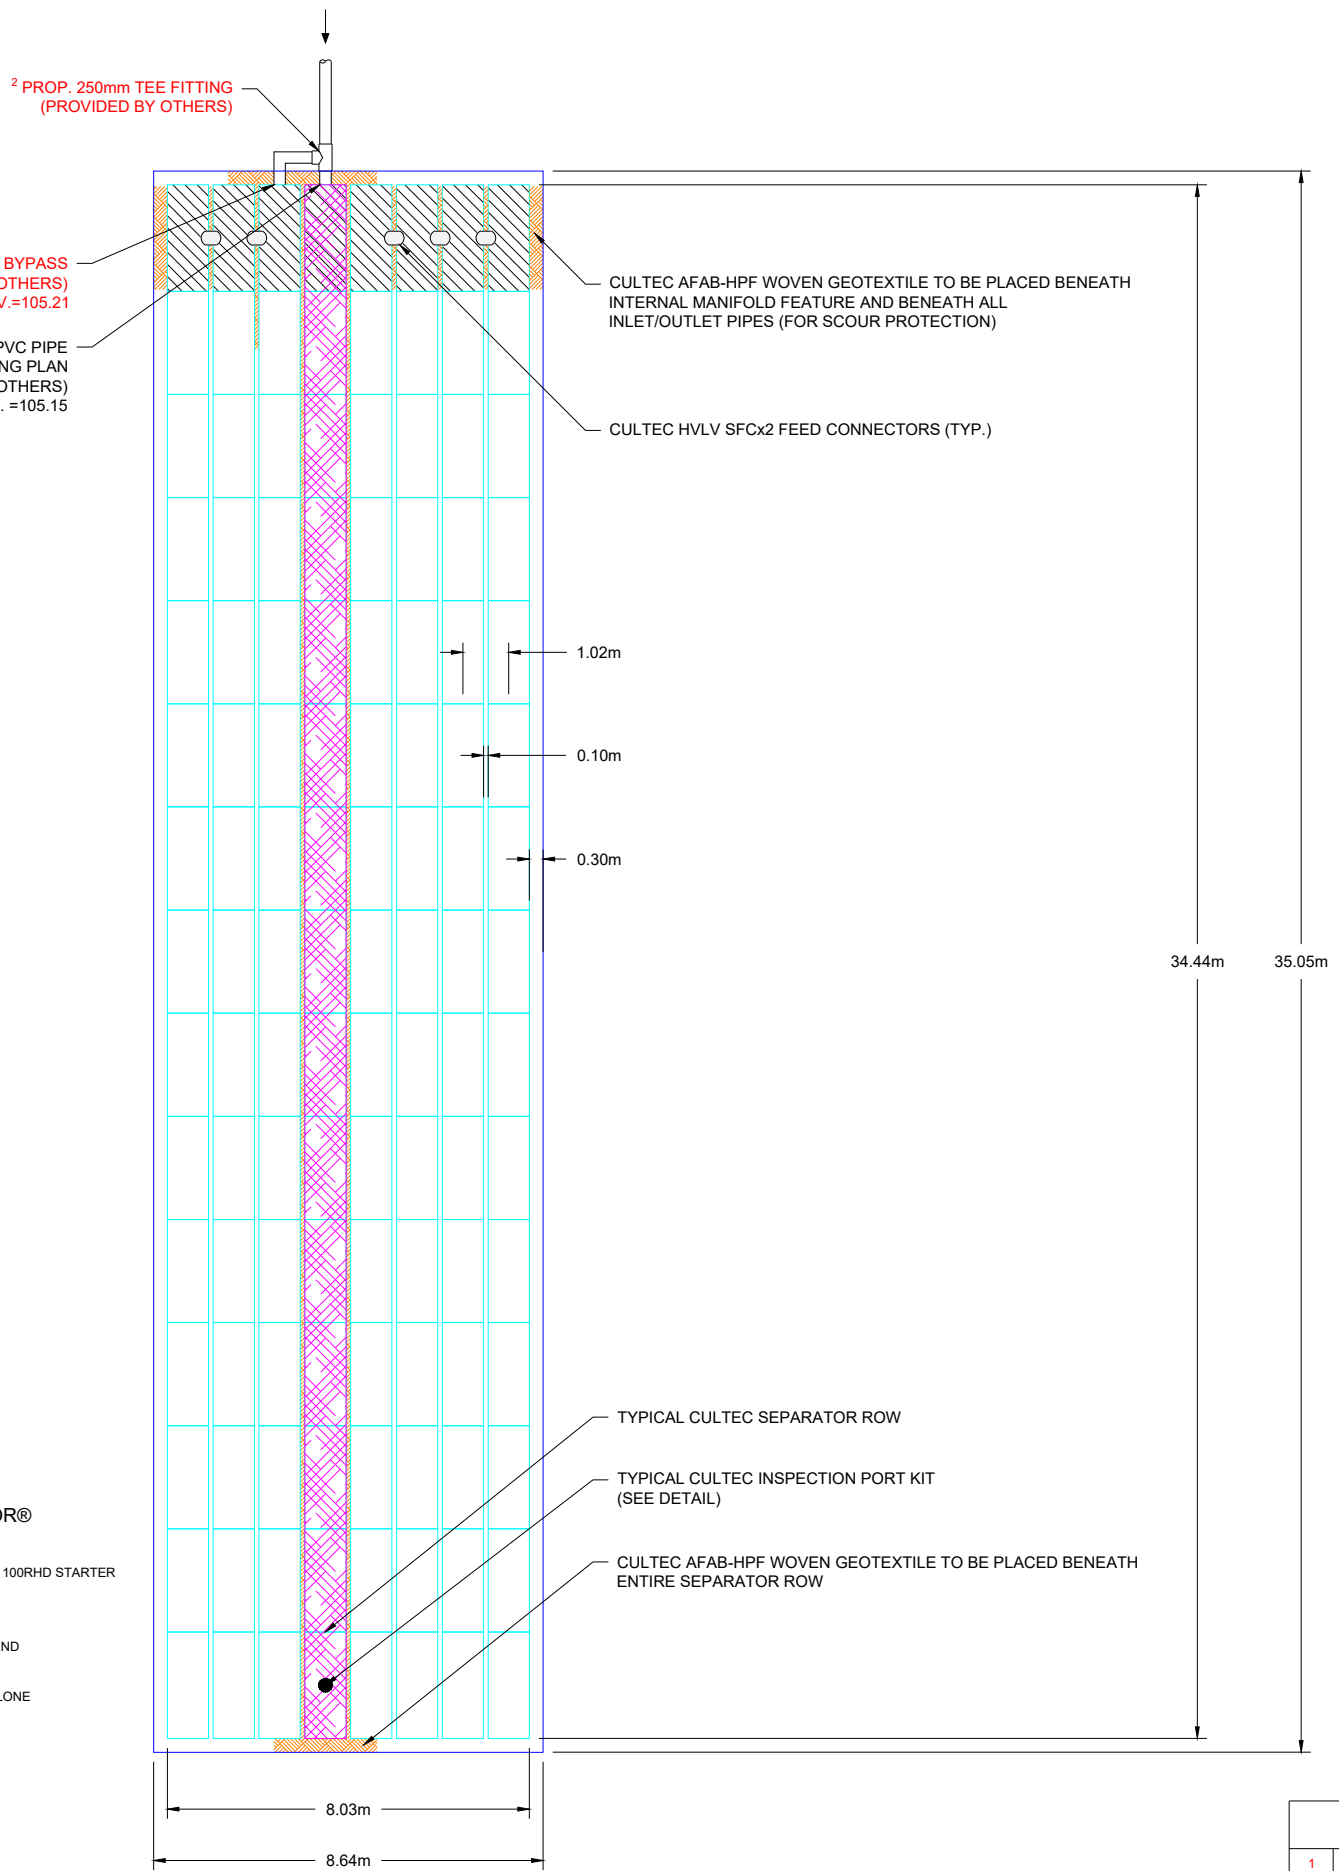 2 PROP. 250mm TEE FITTING
(PROVIDED BY OTHERS)
BYPASS
OTHERS)
V.=105.21
PVC PIPE
NG PLAN
OTHERS)
. =105.15
CULTEC AFAB-HPF WOVEN GEOTEXTILE TO BE PLACED BENEATH
INTERNAL MANIFOLD FEATURE AND BENEATH ALL
INLET/OUTLET PIPES (FOR SCOUR PROTECTION)
CULTEC HVLV SFCx2 FEED CONNECTORS (TYP.)
1.02m
0.10m
0.30m
34.44m
35.05m
TYPICAL CULTEC SEPARATOR ROW
TYPICAL CULTEC INSPECTION PORT KIT
(SEE DETAIL)
CULTEC AFAB-HPF WOVEN GEOTEXTILE TO BE PLACED BENEATH
ENTIRE SEPARATOR ROW
OR®
100RHD STARTER
ND
LONE
8.03m
8.64m
1